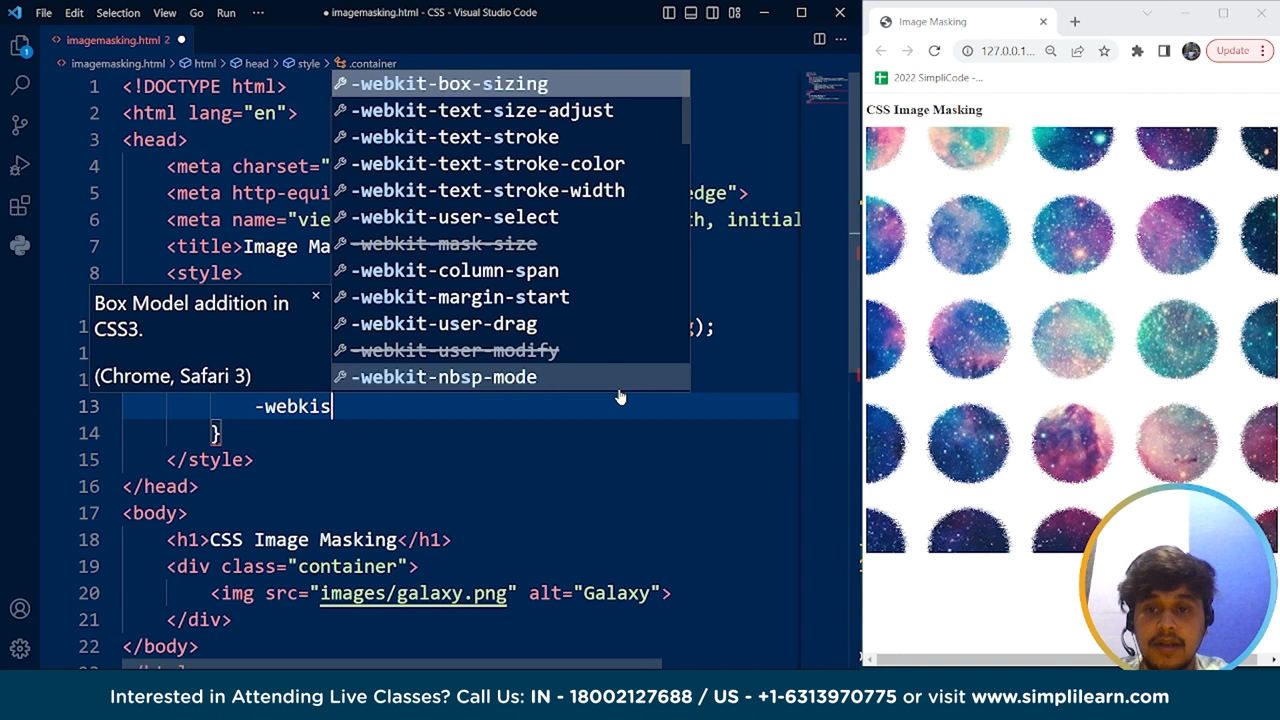 File Edit Selection View Go Run ···
● imagemasking.html - CSS - Visual Studio Code
imagemasking.html 2 ●
imagemasking.html > html > head > style > .container
1 <!DOCTYPE html>
2 <html lang="en">
3 <head>
4 <meta charset="
5 <meta http-equi dge">
6 <meta name="vie h, initial
7 <title>Image Ma
8 <style>
);
13 -webkis
14 }
15 </style>
16 </head>
17 <body>
18 <h1>CSS Image Masking</h1>
19 <div class="container">
20 <img src="images/galaxy.png" alt="Galaxy">
21 </div>
22 </body>
-webkit-box-sizing
-webkit-text-size-adjust
-webkit-text-stroke
-webkit-text-stroke-color
-webkit-text-stroke-width
-webkit-user-select
-webkit-mask-size
-webkit-column-span
-webkit-margin-start
-webkit-user-drag
-webkit-user-modify
-webkit-nbsp-mode
Box Model addition in
CSS3.
(Chrome, Safari 3)
Image Masking
127.0.0.1...
Update
2022 SimpliCode -...
CSS Image Masking
Interested in Attending Live Classes? Call Us: IN - 18002127688 / US - +1-6313970775 or visit www.simplilearn.com